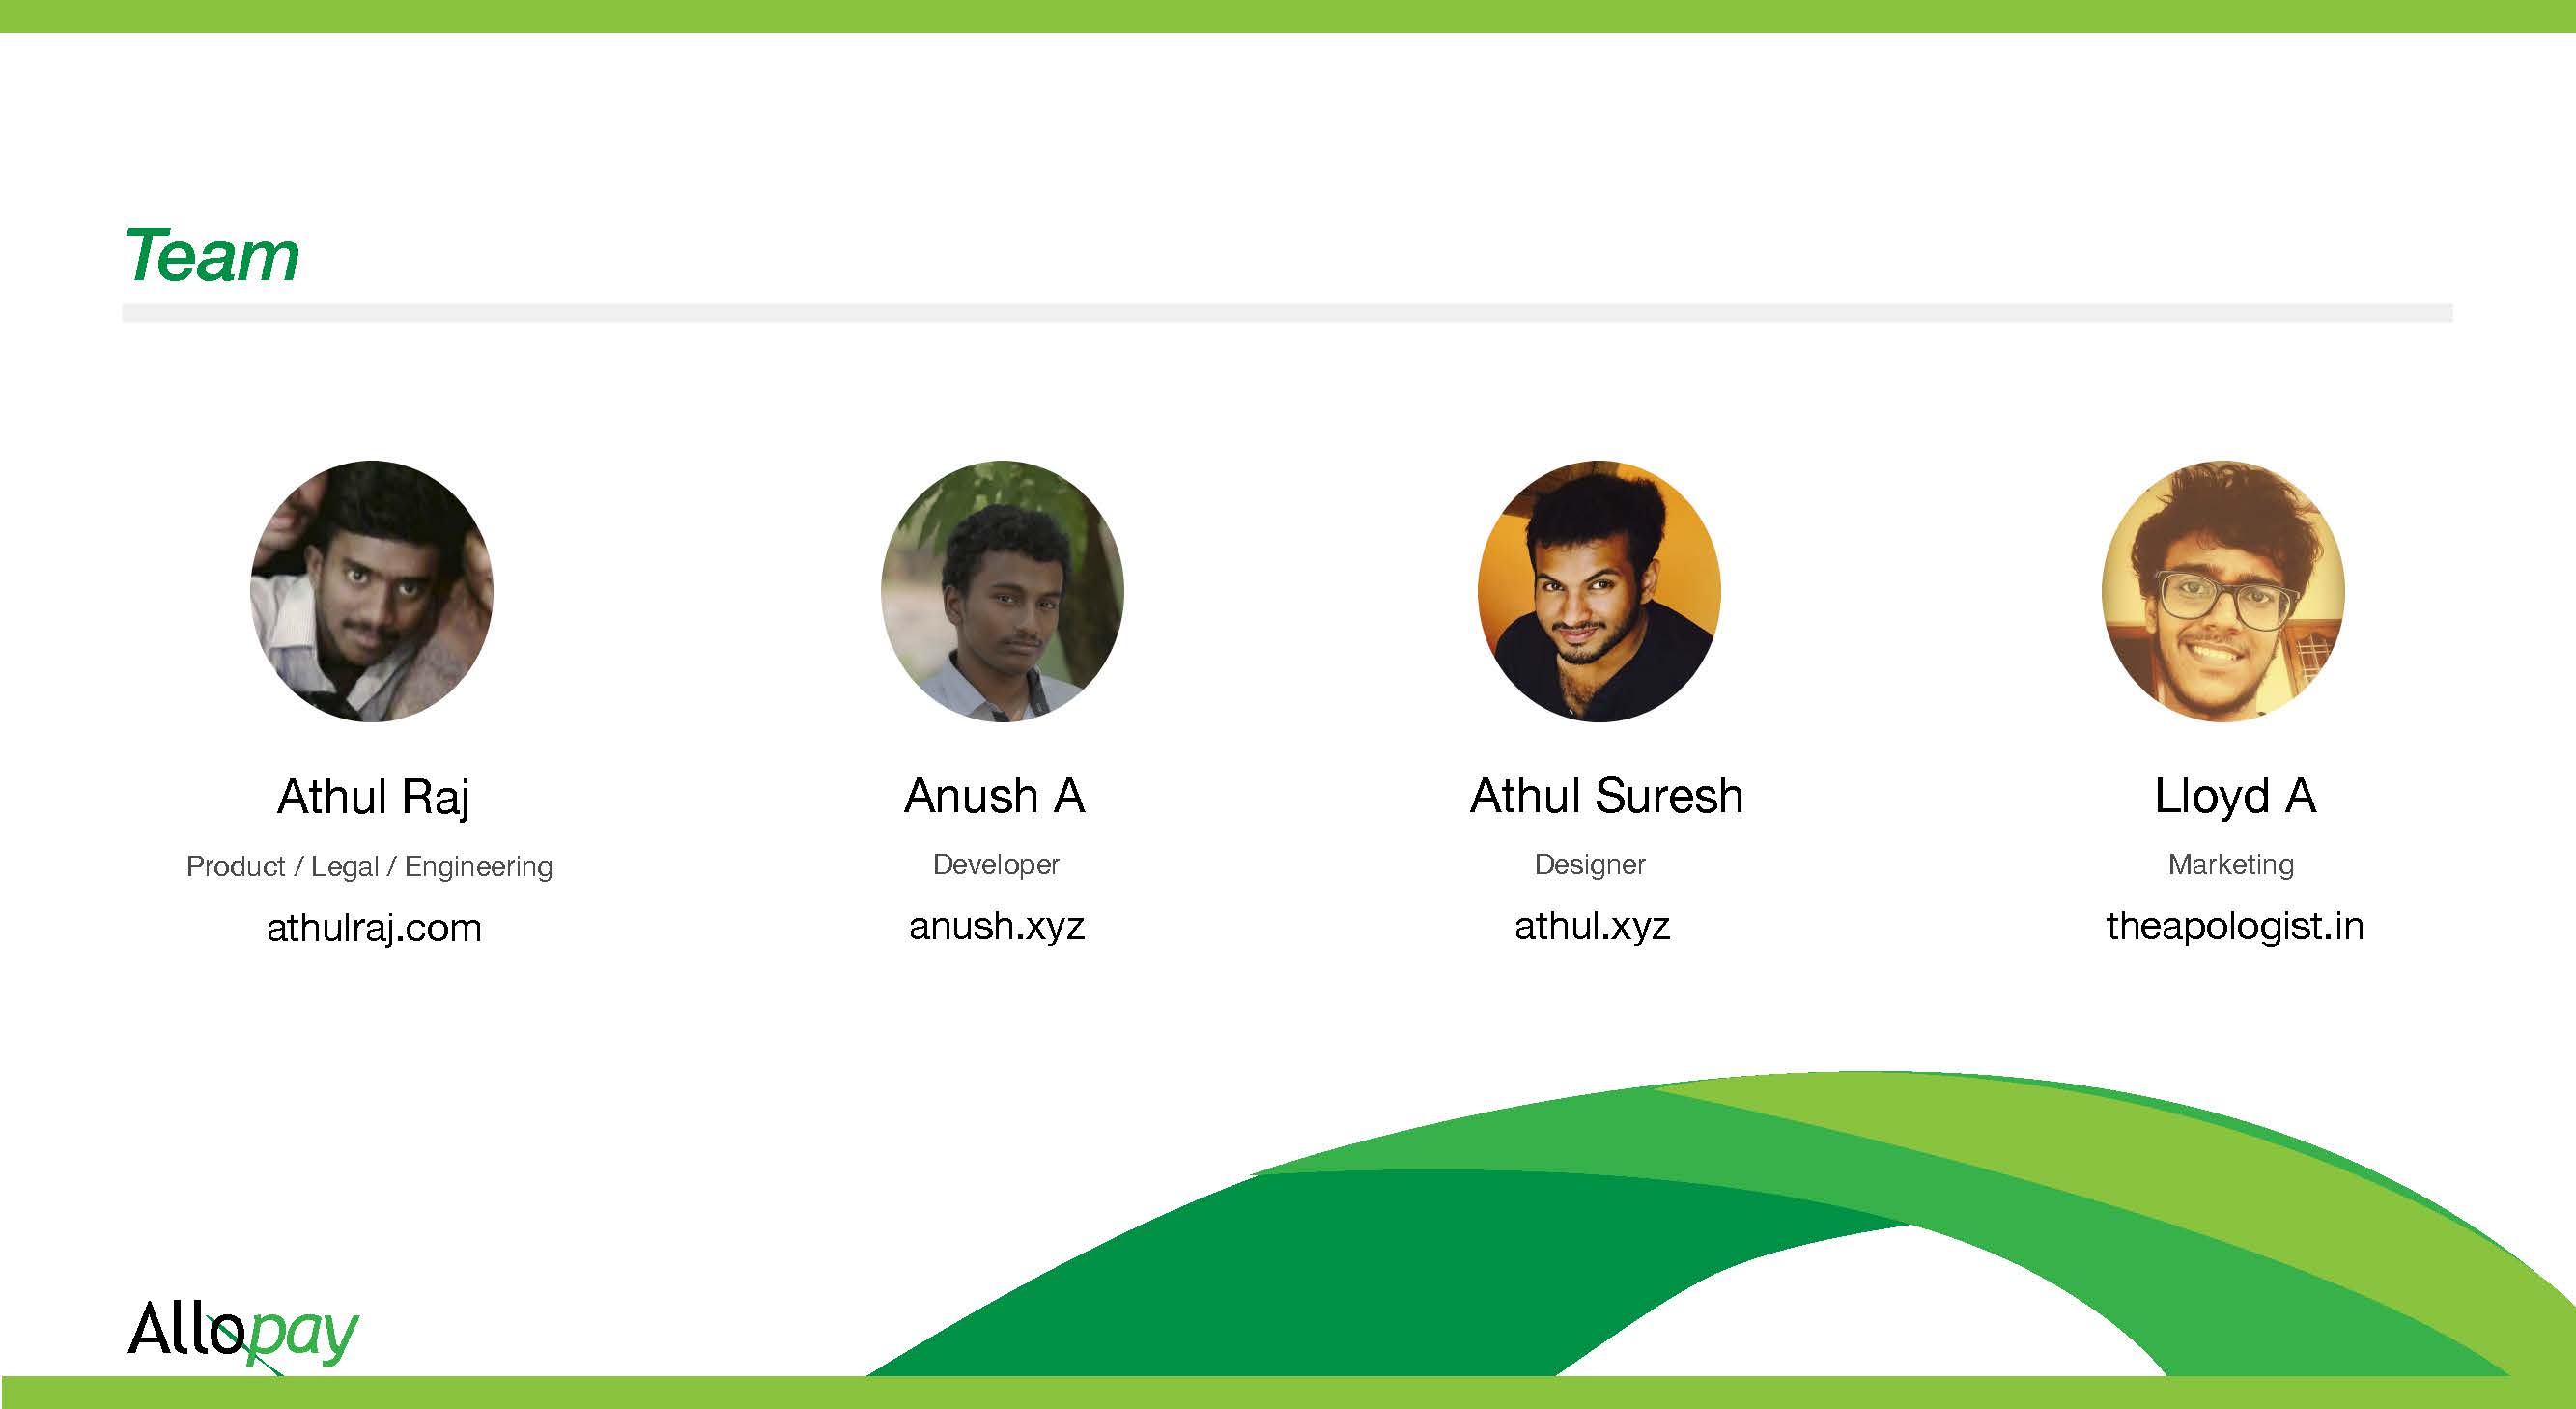 Team
Athul Raj
Product / Legal / Engineering
athulraj.com
Anush A
Developer
anush.xyz
Athul Suresh
Designer
athul.xyz
Lloyd A
Marketing
theapologist.in
Allopay